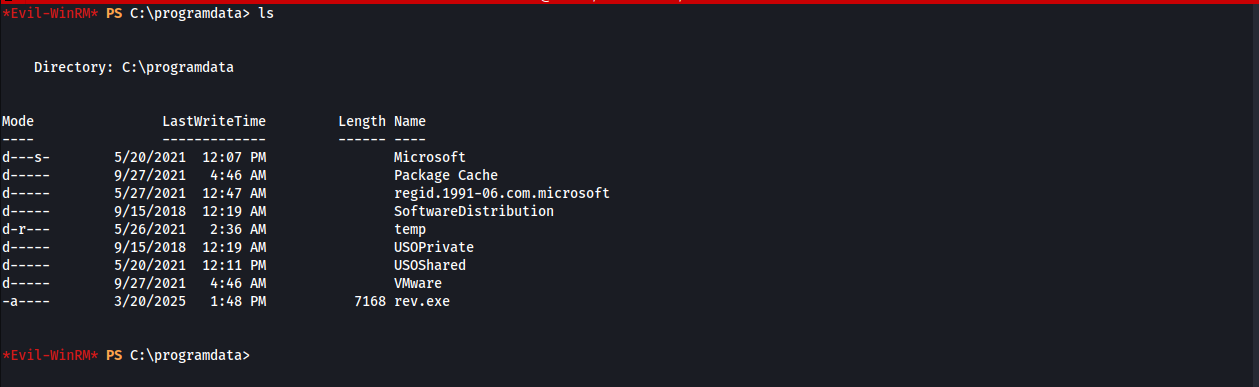 *Evil-WinRM* PS C:\programdata> ls
Directory: C:\programdata
Mode LastWriteTime Length Name
---- ------------- ------ ----
d---s- 5/20/2021 12:07 PM Microsoft
d----- 9/27/2021 4:46 AM Package Cache
d----- 5/27/2021 12:47 AM regid.1991-06.com.microsoft
d----- 9/15/2018 12:19 AM SoftwareDistribution
d-r--- 5/26/2021 2:36 AM temp
d----- 9/15/2018 12:19 AM USOPrivate
d----- 5/20/2021 12:11 PM USOShared
d----- 9/27/2021 4:46 AM VMware
-a---- 3/20/2025 1:48 PM 7168 rev.exe
*Evil-WinRM* PS C:\programdata>